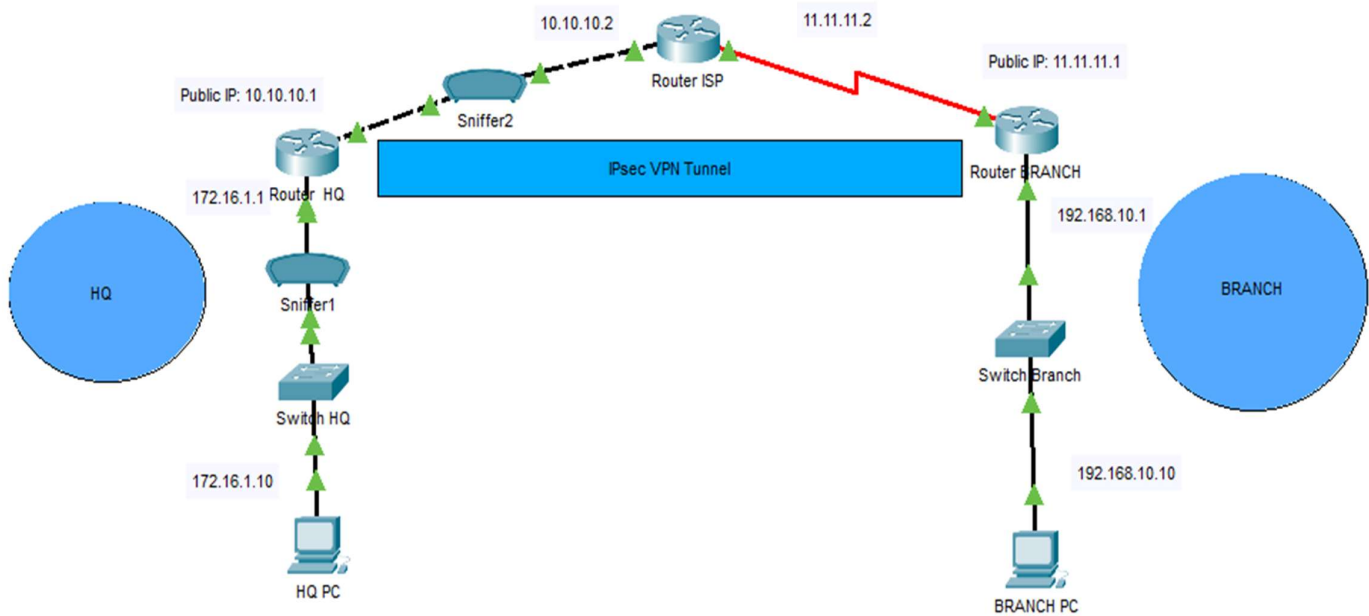 10.10.10.2
11.11.11.2
Router ISP
Public IP: 11.11.11.1
Public IP: 10.10.10.1
Sniffer2
IPsec VPN Tunnel
Router BRANCH
172.16.1.1
Router HQ
192.168.10.1
HQ
Sniffer1
BRANCH
Switch Branch
Switch HQ
172.16.1.10
192.168.10.10
HQ PC
BRANCH PC